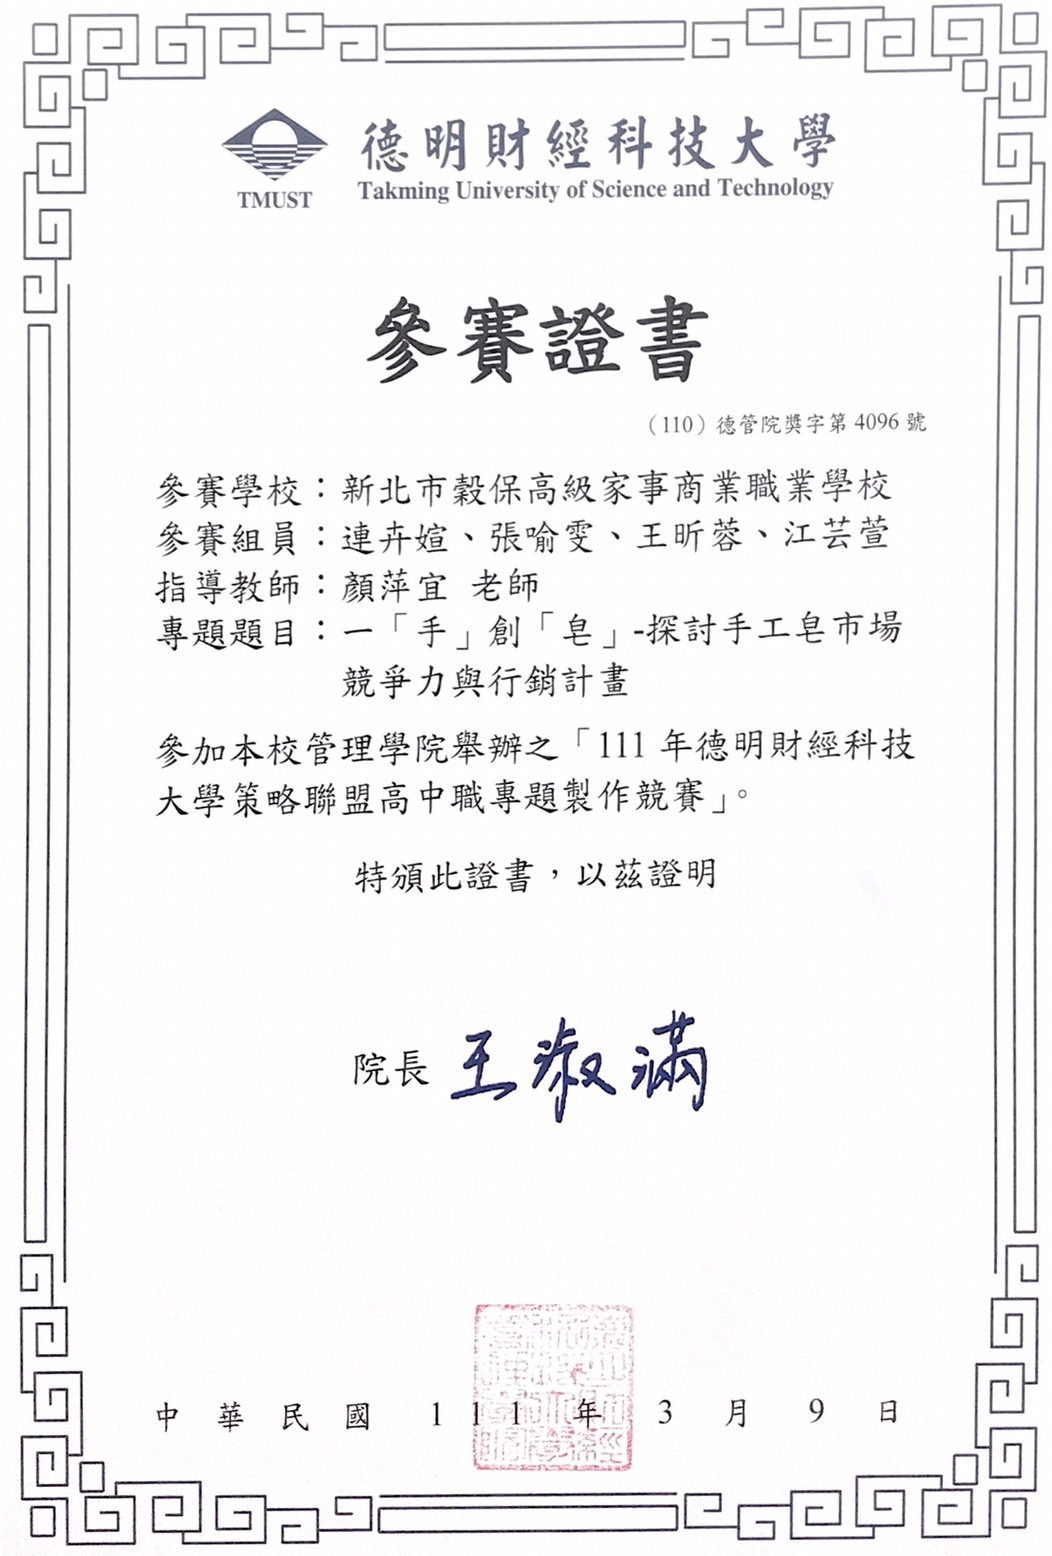 德明財經科技大學
TMUST
Takming University of Science and Technology
參賽證書
（110）德管院獎字第 4096 號
參賽學校：新北市穀保高級家事商業職業學校
參賽組員：連卉媗、張喻雯、王昕蓉、江芸萱
指導教師：顏萍宜 老師
專題題目：一「手」創「皂」-探討手工皂市場
競爭力與行銷計畫
參加本校管理學院舉辦之「111 年德明財經科技
大學策略聯盟高中職專題製作競賽」。
特頒此證書，以茲證明
院長 王淑滿
中華民國 111 年 3 月 9 日